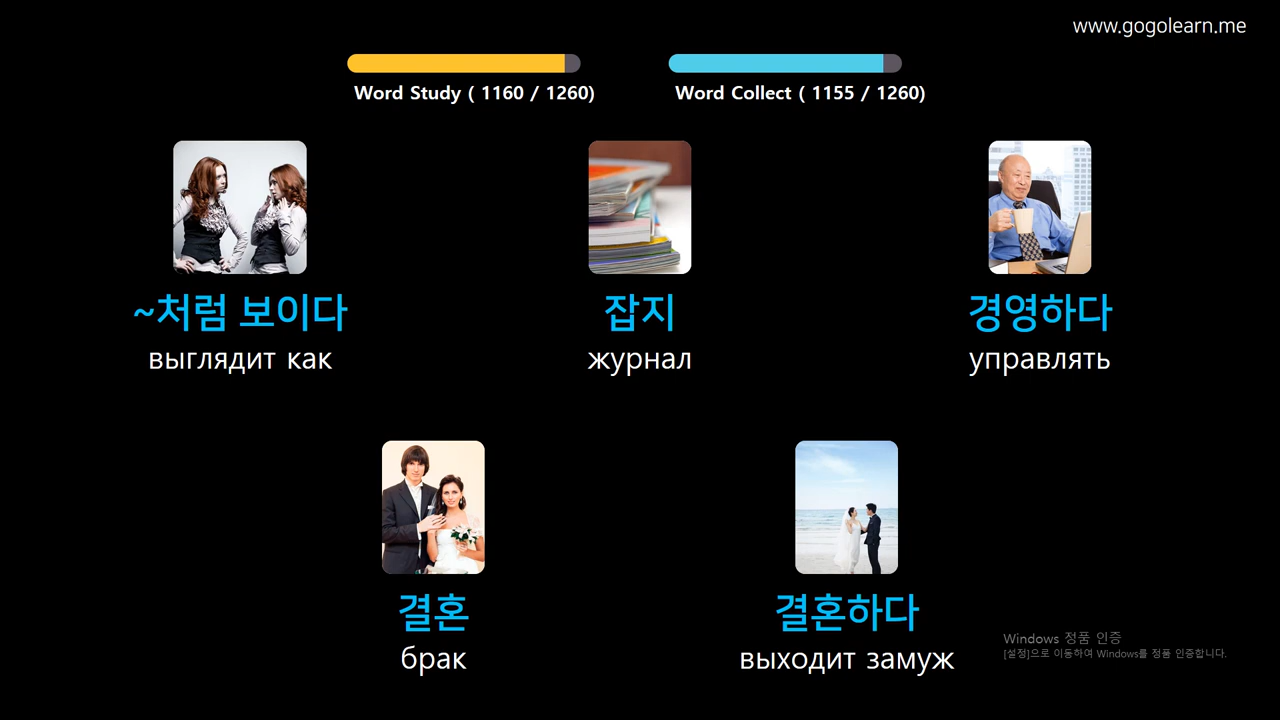 www.gogolearn.me
Word Study ( 1160 / 1260)
Word Collect ( 1155 / 1260)
~처럼 보이다
выглядит как
잡지
журнал
경영하다
управлять
결혼
брак
결혼하다
выходит замуж
Windows 정품 인증
[설정]으로 이동하여 Windows를 정품 인증합니다.